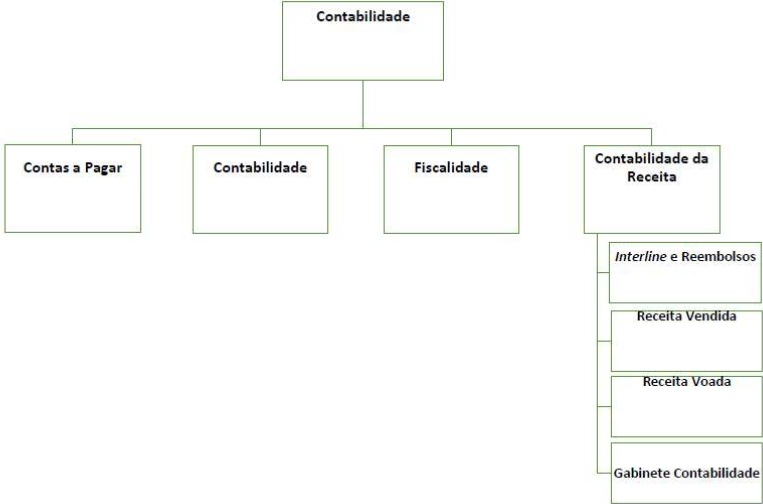 Contabilidade
Contas a Pagar
Contabilidade
Fiscalidade
Contabilidade da
Receita
Interline e Reembolsos
Receita Vendida
Receita Voada
Gabinete Contabilidade